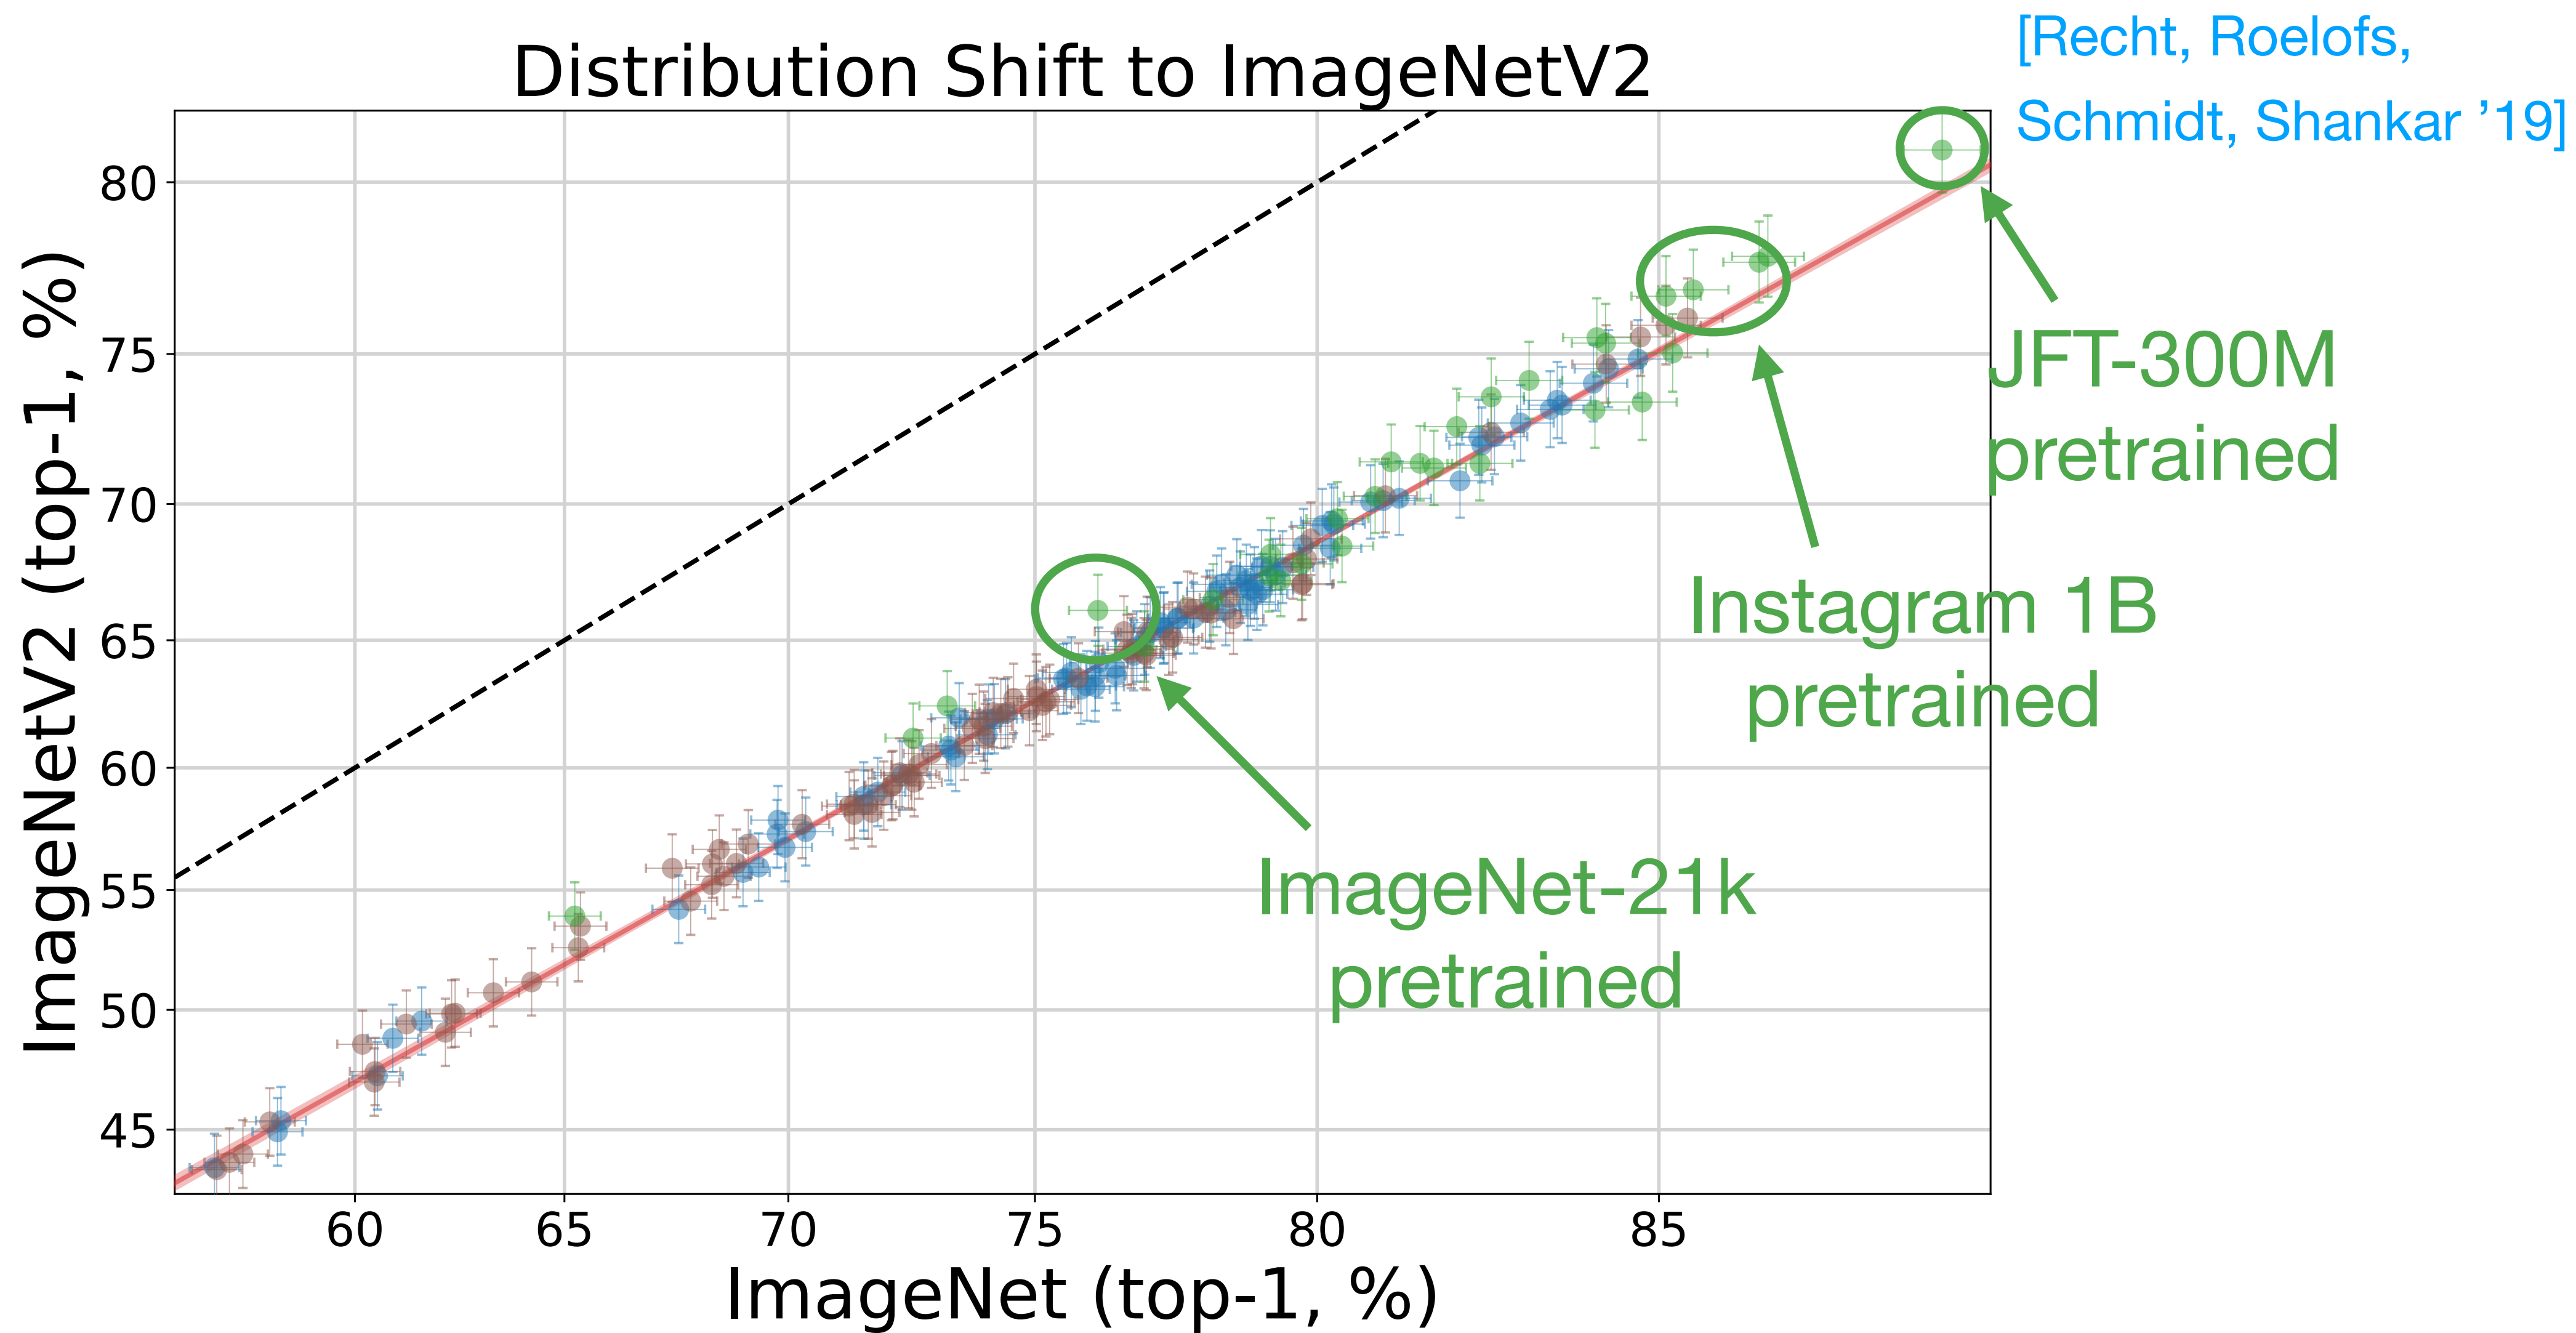 [Recht, Roelofs,
Schmidt, Shankar ’19]
Distribution Shift to ImageNetV2
ImageNetV2 (top-1, %)
80
75
70
65
60
55
50
45
JFT-300M
pretrained
Instagram 1B
pretrained
ImageNet-21k
pretrained
60
65
70
75
80
85
ImageNet (top-1, %)